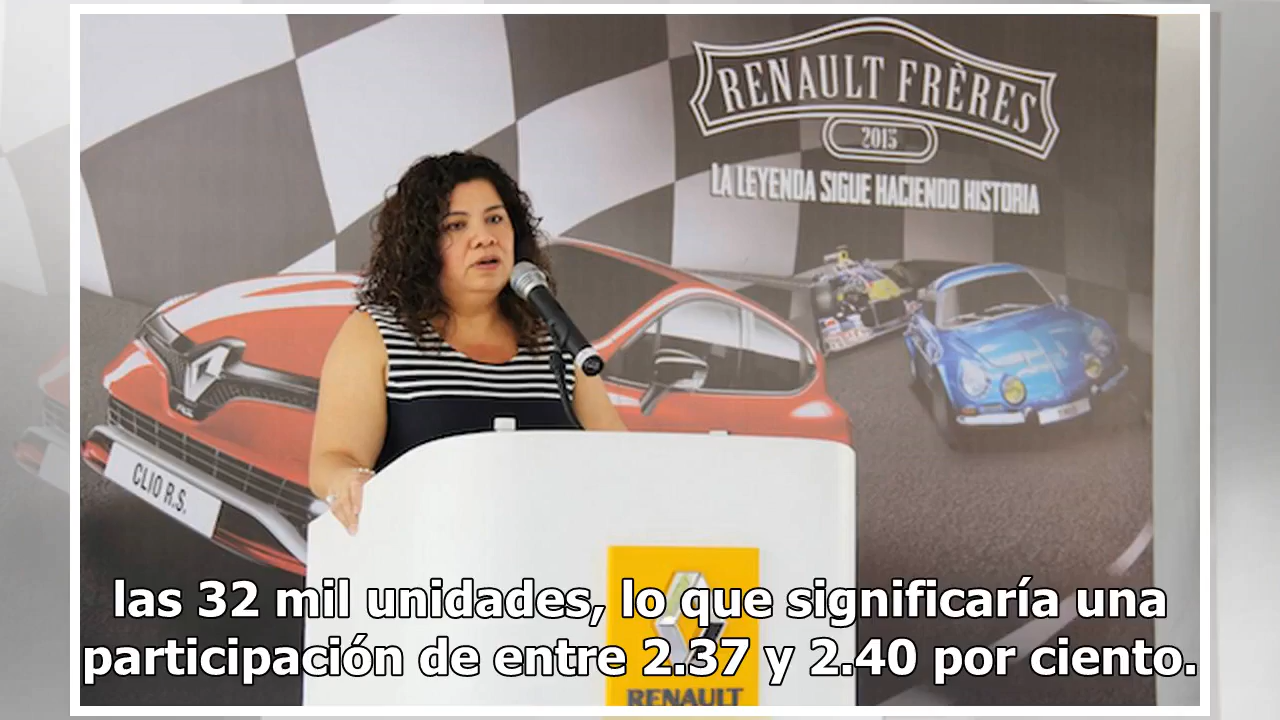 RENAULT FRÈRES
2015
LA LEYENDA SIGUE HACIENDO HISTORIA
CLIO R.S.
las 32 mil unidades, lo que significaría una
participación de entre 2.37 y 2.40 por ciento.
RENAULT